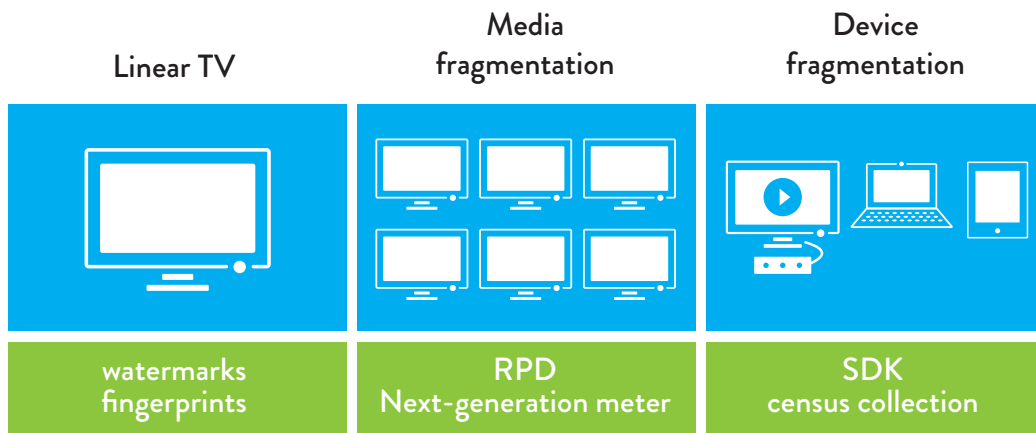 Linear TV
Media
fragmentation
Device
fragmentation
watermarks
fingerprints
RPD
Next-generation meter
SDK
census collection